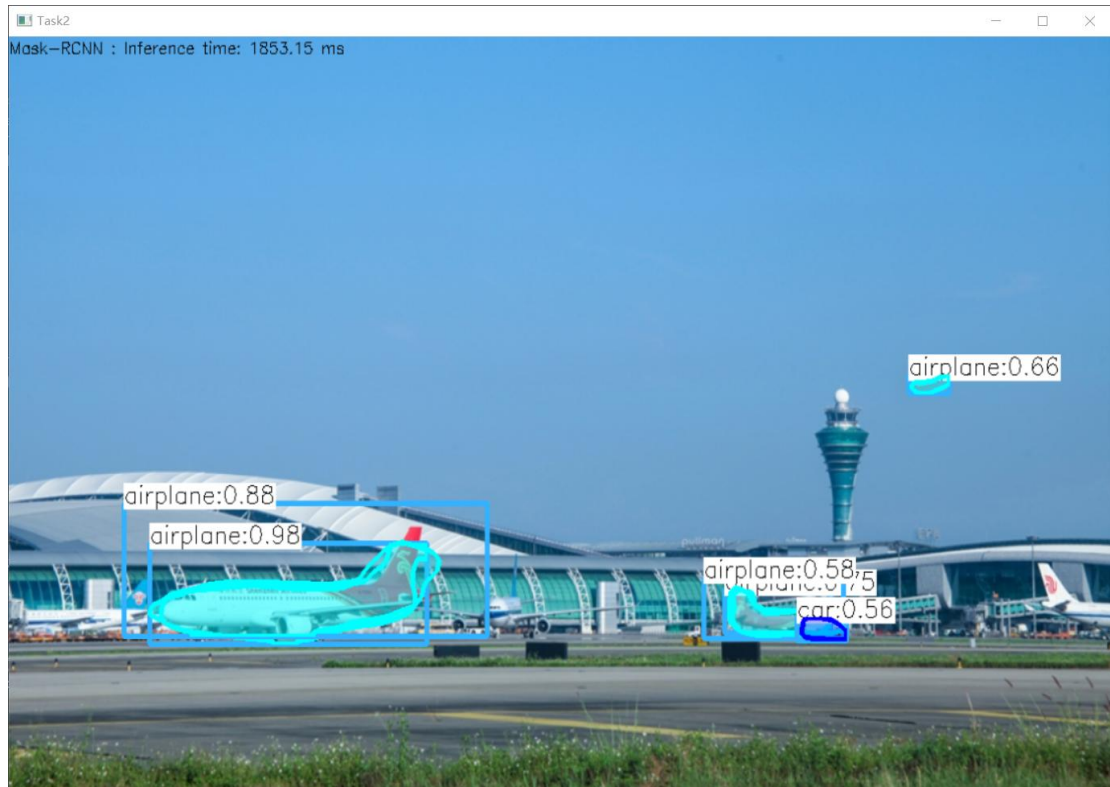 Task2
Mask-RCNN : Inference time: 1853.15 ms
airplane:0.66
airplane:0.88
airplane:0.98
pullman
airplane:0.58
car:0.56